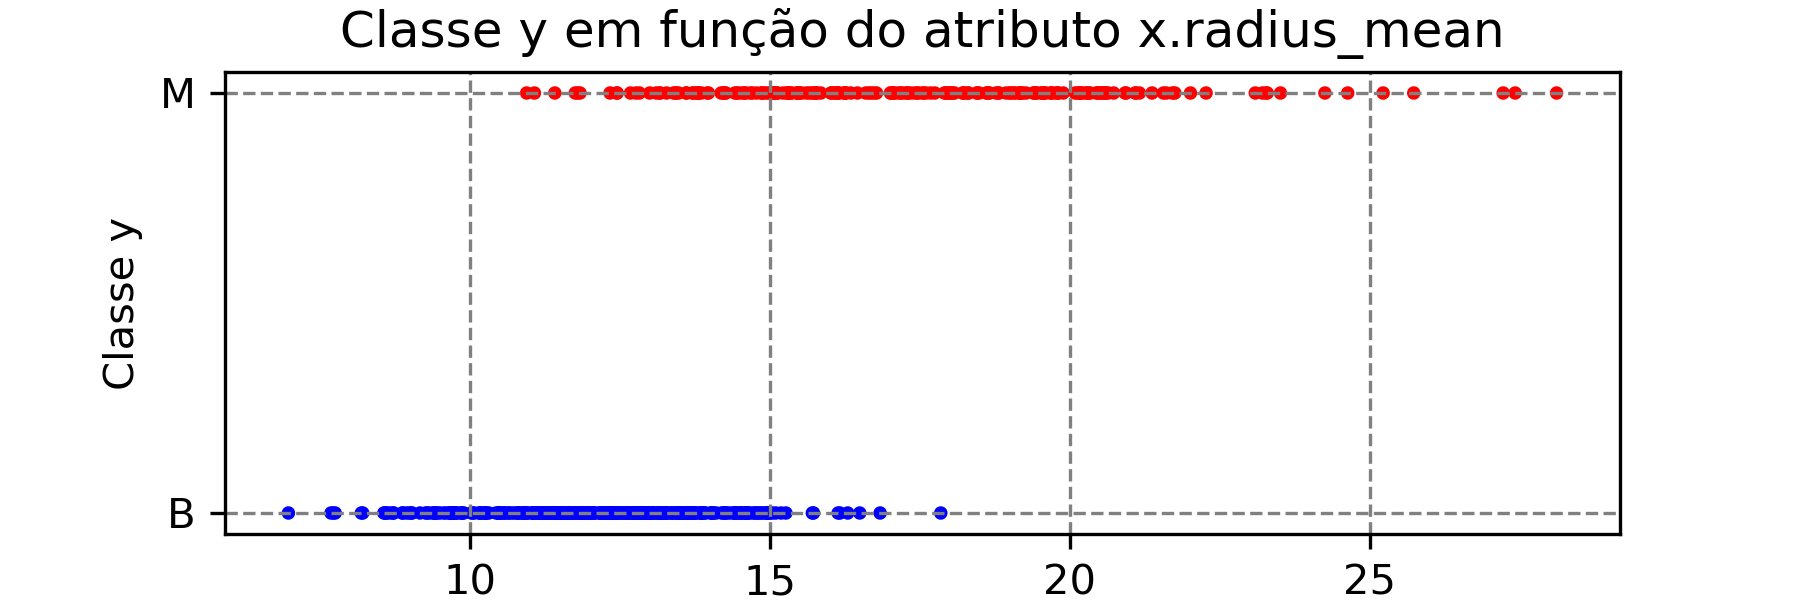 Classe y em função do atributo x.radius_mean
M
Classe y
B
10 15 20 25